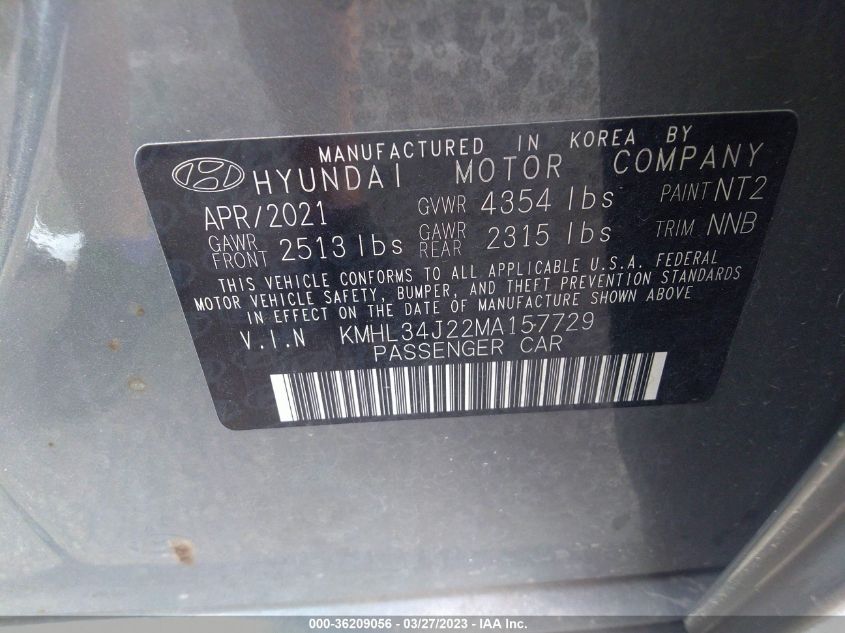 MANUFACTURED IN KOREA BY
HYUNDAI MOTOR COMPANY
APR/2021 GVWR 4354 lbs PAINT NT2
GAWR FRONT 2513 lbs GAWR REAR 2315 lbs TRIM NNB
THIS VEHICLE CONFORMS TO ALL APPLICABLE U.S.A. FEDERAL
MOTOR VEHICLE SAFETY, BUMPER, AND THEFT PREVENTION STANDARDS
IN EFFECT ON THE DATE OF MANUFACTURE SHOWN ABOVE
V.I.N KMHL34J22MA157729
PASSENGER CAR
000-36209056 - 03/27/2023 - IAA Inc.